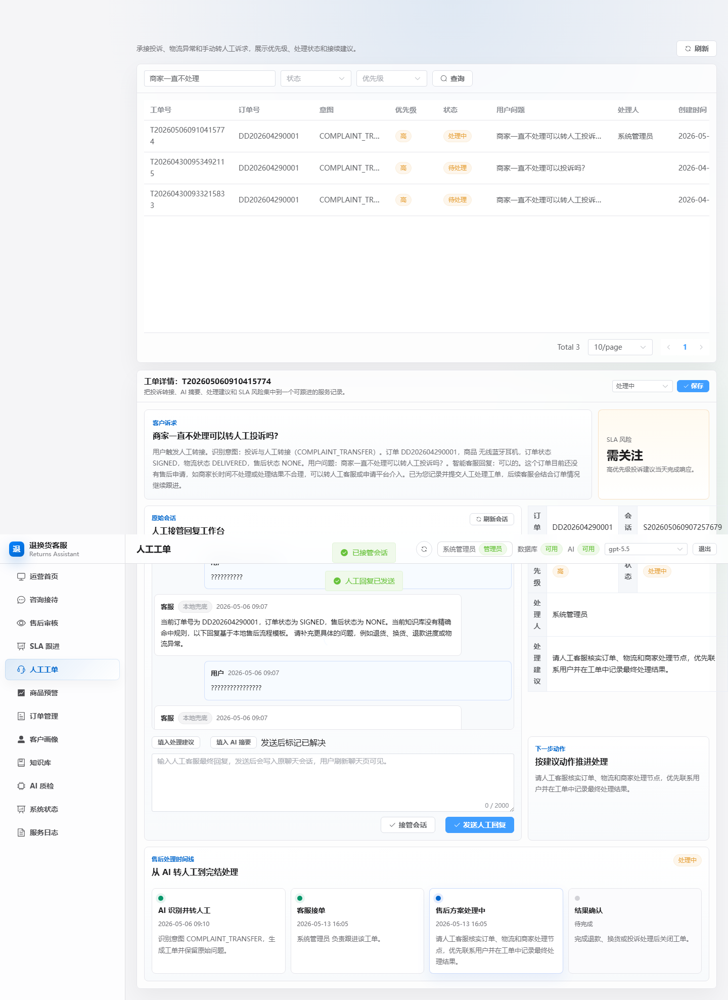 承接投诉、物流异常和手动转人工诉求，展示优先级、处理状态和接续建议。
刷新
商家一直不处理
状态
优先级
查询
工单号 订单号 意图 优先级 状态 用户问题 处理人 创建时间
T20260506091041577
4
DD202604290001 COMPLAINT_TR... 高 处理中 商家一直不处理可以转人工投诉... 系统管理员 2026-05-
T20260430095349211
5
DD202604290001 COMPLAINT_TR... 高 待处理 商家一直不处理可以投诉吗？ 2026-04-
T20260430093321583
3
DD202604290001 COMPLAINT_TR... 高 待处理 商家一直不处理可以转人工投诉... 2026-04-
Total 3
10/page
1
工单详情：T202605060910415774
把投诉转接、AI 摘要、处理建议和 SLA 风险集中到一个可跟进的服务记录。
处理中
保存
客户诉求
商家一直不处理可以转人工投诉吗？
用户触发人工转接。识别意图：投诉与人工转接（COMPLAINT_TRANSFER）。订单 DD202604290001，商品 无线蓝牙耳机，订单状态
SIGNED，物流状态 DELIVERED，售后状态 NONE。用户问题：商家一直不处理可以转人工投诉吗？。智能客服回复：可以的。这个订单目前还没
有售后申请，如商家长时间不处理或处理结果不合理，可以转人工客服或申请平台介入。已为您记录并提交人工处理工单，后续客服会结合订单情况
继续跟进。
SLA 风险
需关注
高优先级投诉建议当天完成响应。
原始会话
人工接管回复工作台
刷新会话
订
单
DD202604290001
会
话
S202605060907257679
退
退换货客服
Returns Assistant
人工工单
已接管会话
系统管理员 管理员
数据库 可用
AI 可用
gpt-5.5
退出
运营首页
咨询接待
售后审核
SLA 跟进
人工工单
商品预警
订单管理
客户画像
知识库
AI 质检
系统状态
服务日志
用户
??????????
人工回复已发送
客服 本地兜底 2026-05-06 09:07
当前订单号为 DD202604290001，订单状态为 SIGNED，售后状态为 NONE。当前知识库没有精确
命中规则，以下回复基于本地售后流程模板。 请补充更具体的问题，例如退货、换货、退款进度或物
流异常。
用户 2026-05-06 09:07
????????????????
客服 本地兜底 2026-05-06 09:07
先
级
高
状
态
处理中
处
理
人
系统管理员
处
理
建
议
请人工客服核实订单、物流和商家处理节点，优先联
系用户并在工单中记录最终处理结果。
填入处理建议
填入 AI 摘要
发送后标记已解决
输入人工客服最终回复，发送后会写入原聊天会话，用户刷新聊天页可见。
0 / 2000
接管会话
发送人工回复
下一步动作
按建议动作推进处理
请人工客服核实订单、物流和商家处理节点，优先联系用
户并在工单中记录最终处理结果。
售后处理时间线
从 AI 转人工到完结处理
处理中
AI 识别并转人工
2026-05-06 09:10
识别意图 COMPLAINT_TRANSFER，生
成工单并保留原始问题。
客服接单
2026-05-13 16:05
系统管理员 负责跟进该工单。
售后方案处理中
2026-05-13 16:05
请人工客服核实订单、物流和商家处理节
点，优先联系用户并在工单中记录最终处
理结果。
结果确认
待完成
完成退款、换货或投诉处理后关闭工单。